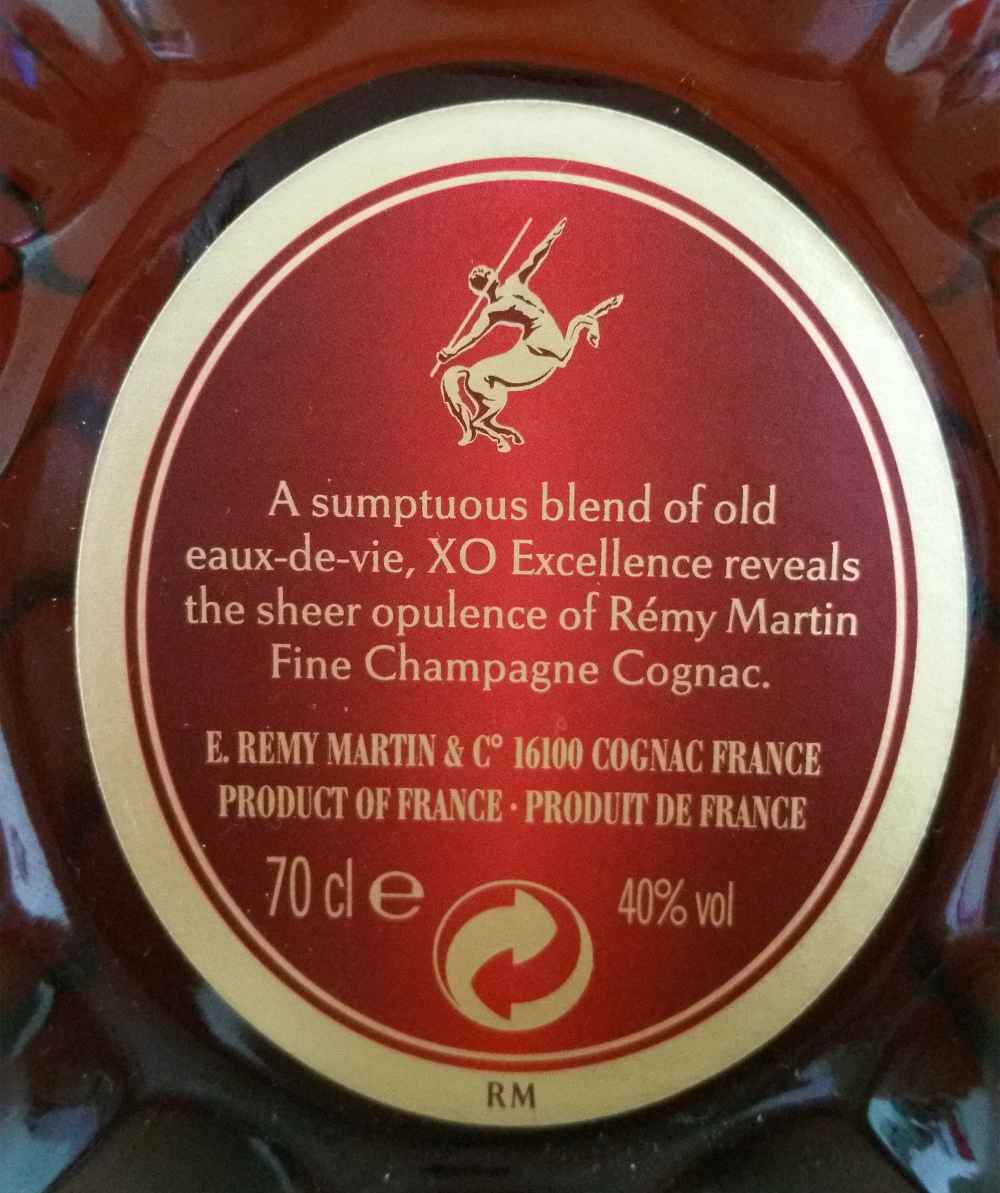 A sumptuous blend of old
eaux-de-vie, XO Excellence reveals
the sheer opulence of Rémy Martin
Fine Champagne Cognac.
E. REMY MARTIN & C° 16100 COGNAC FRANCE
PRODUCT OF FRANCE · PRODUIT DE FRANCE
70 cl e 40% vol
RM